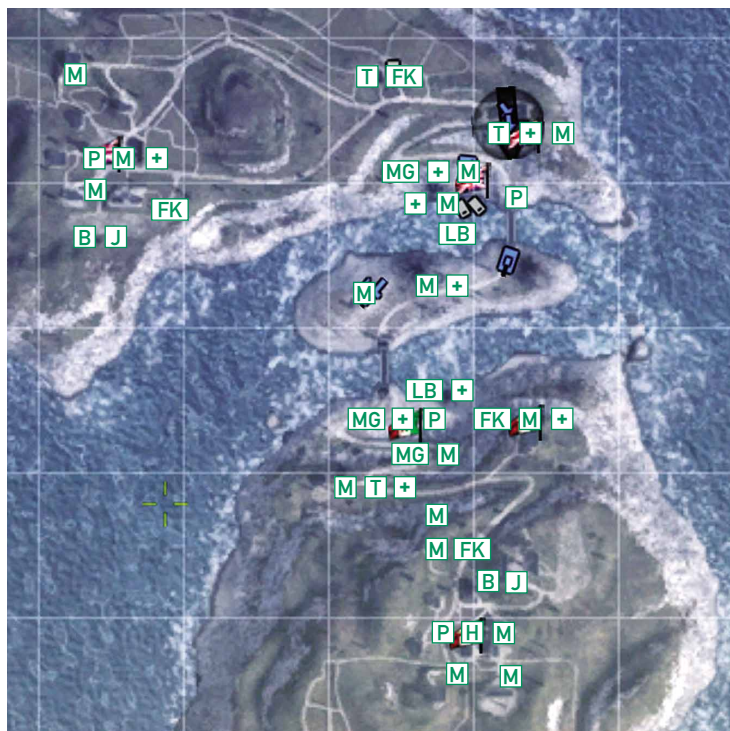 M
T FK
T + M
P M +
MG + M
M
P
+ M
FK
LB
B J
M +
M
LB +
MG + P
FK M +
MG M
M T +
M
M FK
B J
P H M
M
M